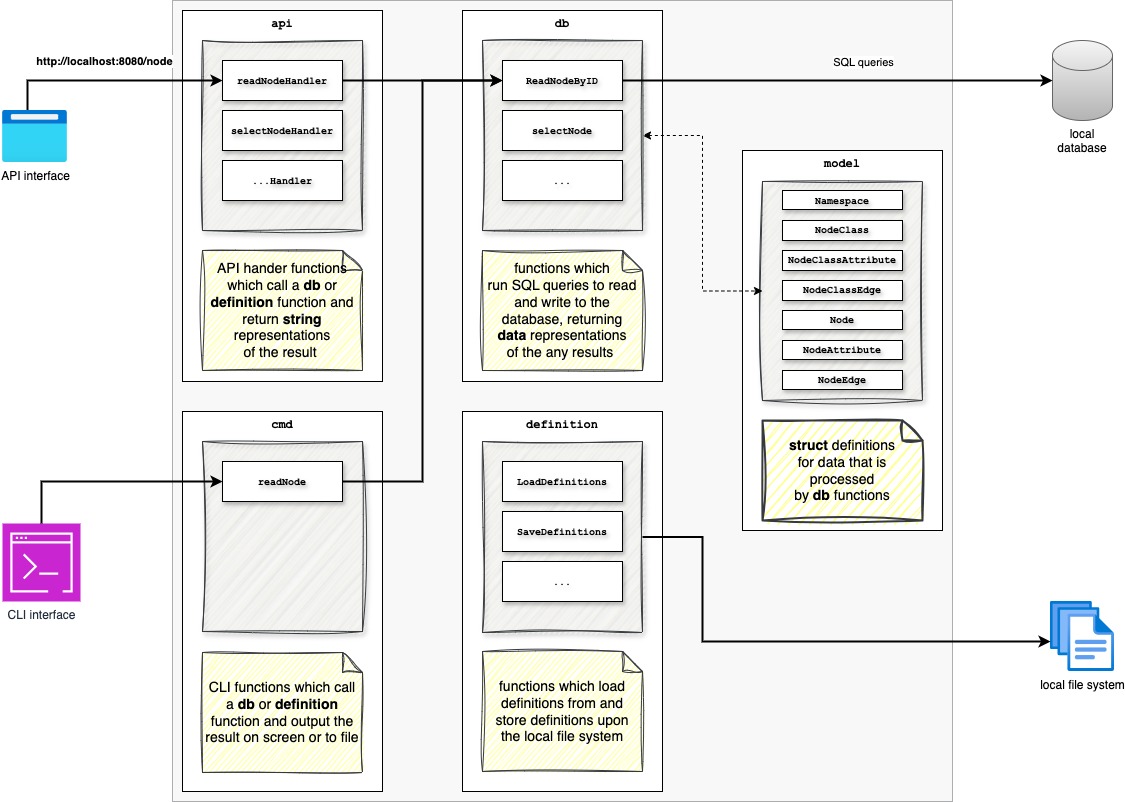 api
http://localhost:8080/node
readNodeHandler
selectNodeHandler
...Handler
API interface
API hander functions
which call a db or
definition function and
return string
representations
of the result
db
ReadNodeByID
selectNode
...
functions which
run SQL queries to read
and write to the
database, returning
data representations
of the any results
SQL queries
local
database
model
Namespace
NodeClass
NodeClassAttribute
NodeClassEdge
Node
NodeAttribute
NodeEdge
struct definitions
for data that is
processed
by db functions
cmd
readNode
CLI interface
CLI functions which call
a db or definition
function and output the
result on screen or to file
definition
LoadDefinitions
SaveDefinitions
...
functions which load
definitions from and
store definitions upon
the local file system
local file system